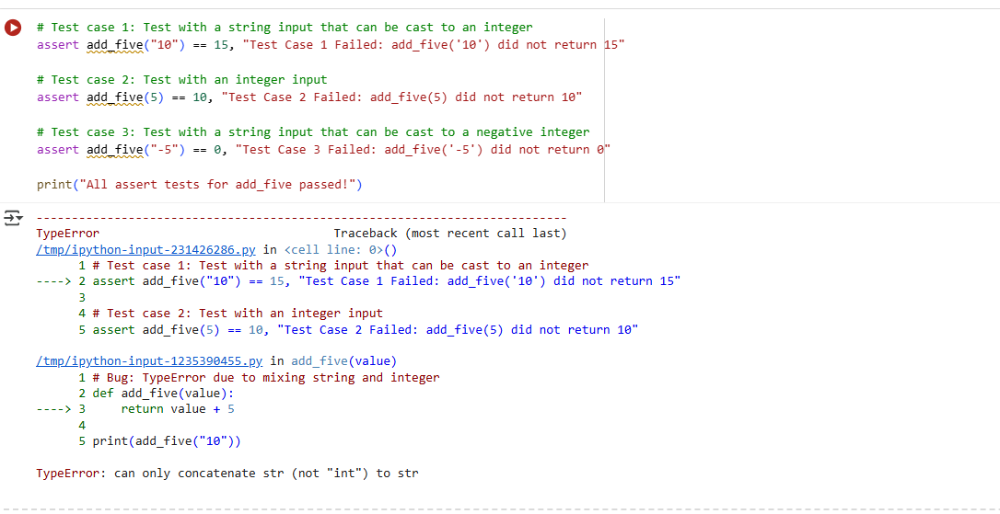 # Test case 1: Test with a string input that can be cast to an integer
assert add_five("10") == 15, "Test Case 1 Failed: add_five('10') did not return 15"

# Test case 2: Test with an integer input
assert add_five(5) == 10, "Test Case 2 Failed: add_five(5) did not return 10"

# Test case 3: Test with a string input that can be cast to a negative integer
assert add_five("-5") == 0, "Test Case 3 Failed: add_five('-5') did not return 0"

print("All assert tests for add_five passed!")
---------------------------------------------------------------------------
TypeError                                 Traceback (most recent call last)
/tmp/ipython-input-231426286.py in <cell line: 0>()
      1 # Test case 1: Test with a string input that can be cast to an integer
----> 2 assert add_five("10") == 15, "Test Case 1 Failed: add_five('10') did not return 15"
      3
      4 # Test case 2: Test with an integer input
      5 assert add_five(5) == 10, "Test Case 2 Failed: add_five(5) did not return 10"

/tmp/ipython-input-1235390455.py in add_five(value)
      1 # Bug: TypeError due to mixing string and integer
      2 def add_five(value):
----> 3     return value + 5
      4
      5 print(add_five("10"))

TypeError: can only concatenate str (not "int") to str